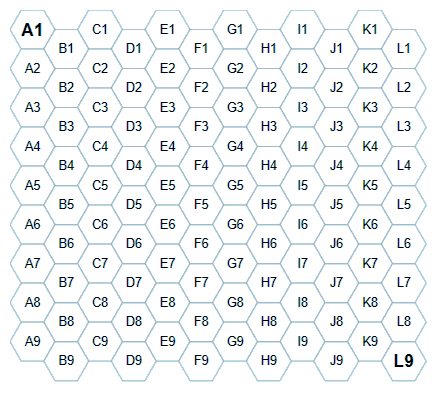 A1 C1 E1 G1 I1 K1
B1 D1 F1 H1 J1 L1
A2 C2 E2 G2 I2 K2
B2 D2 F2 H2 J2 L2
A3 C3 E3 G3 I3 K3
B3 D3 F3 H3 J3 L3
A4 C4 E4 G4 I4 K4
B4 D4 F4 H4 J4 L4
A5 C5 E5 G5 I5 K5
B5 D5 F5 H5 J5 L5
A6 C6 E6 G6 I6 K6
B6 D6 F6 H6 J6 L6
A7 C7 E7 G7 I7 K7
B7 D7 F7 H7 J7 L7
A8 C8 E8 G8 I8 K8
B8 D8 F8 H8 J8 L8
A9 C9 E9 G9 I9 K9
B9 D9 F9 H9 J9 L9